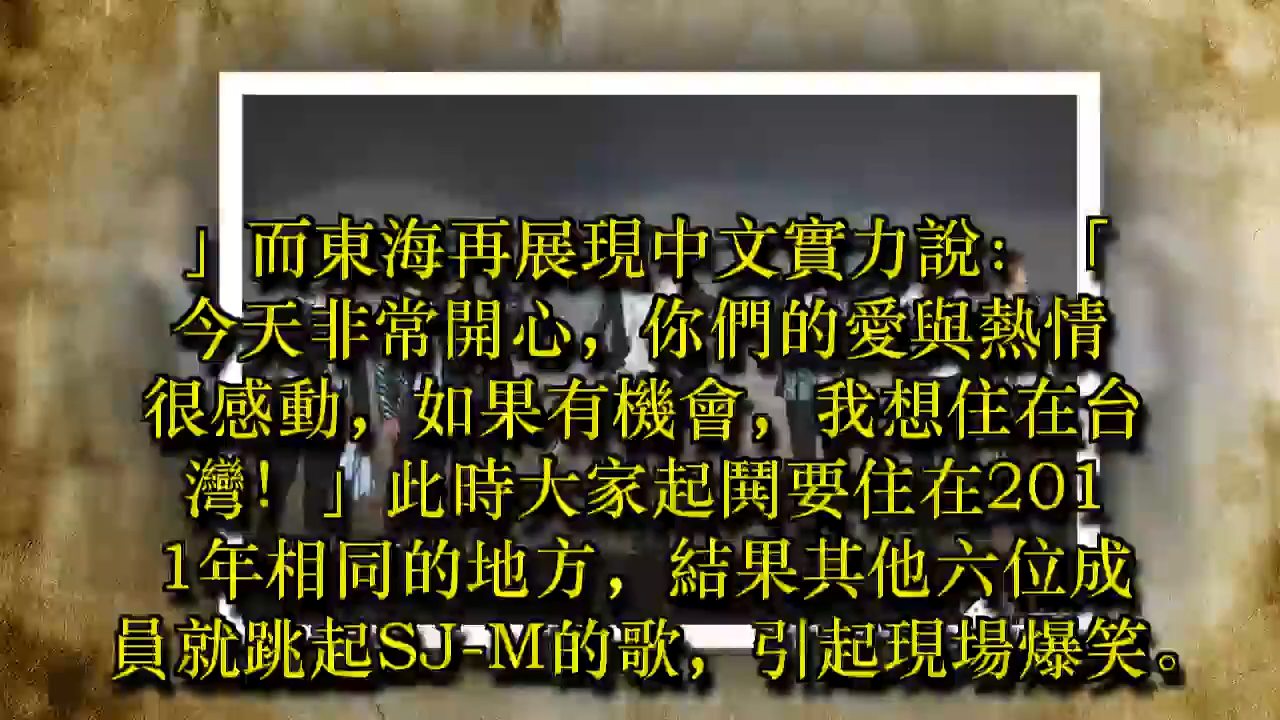 」而東海再展現中文實力說：「
今天非常開心，你們的愛與熱情
很感動，如果有機會，我想住在台
灣！」此時大家起鬨要住在201
1年相同的地方，結果其他六位成
員就跳起SJ-M的歌，引起現場爆笑。